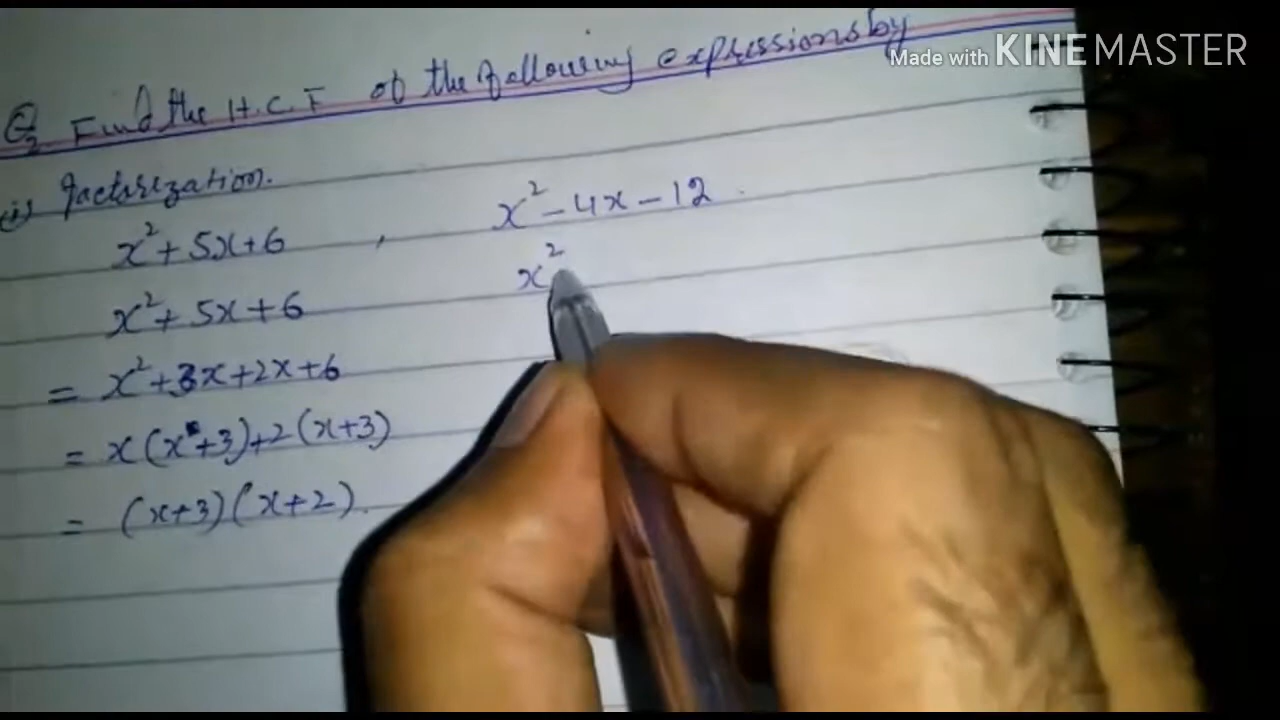 Made with KINEMASTER
Q2. Find the H.C.F of the following expressions by
(i) factorization.
x²+5x+6 , x²-4x-12
x²+5x+6 x²
= x²+3x+2x+6
= x(x+3)+2(x+3)
= (x+3)(x+2).